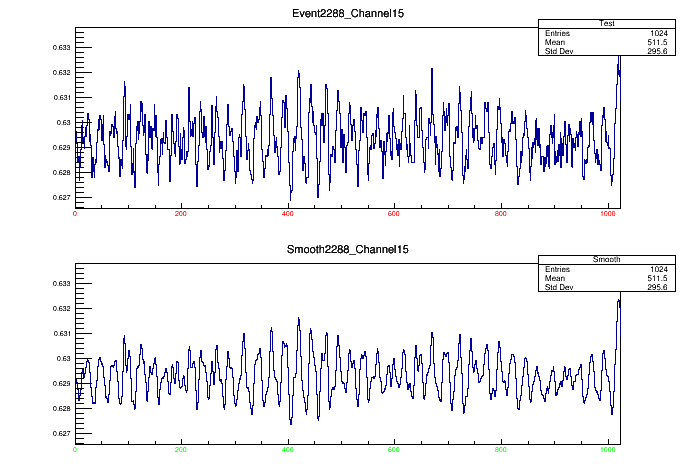 Event2288_Channel15
Test
Entries 1024
Mean 511.5
Std Dev 295.6
0.633
0.632
0.631
0.63
0.629
0.628
0.627
0 200 400 600 800 1000
Smooth2288_Channel15
Smooth
Entries 1024
Mean 511.5
Std Dev 295.6
0.633
0.632
0.631
0.63
0.629
0.628
0.627
0 200 400 600 800 1000